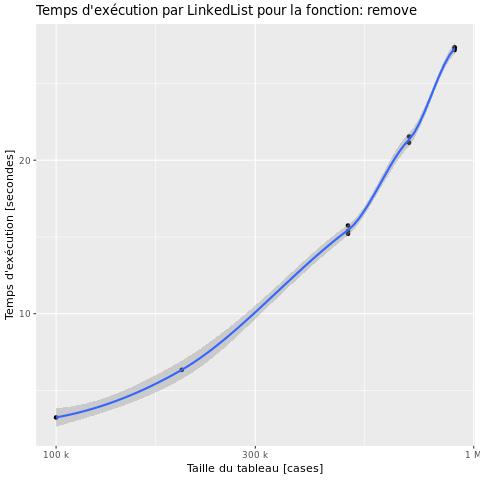 Temps d'exécution par LinkedList pour la fonction: remove
20
10
Temps d'exécution [secondes]
100 k
300 k
1 M
Taille du tableau [cases]